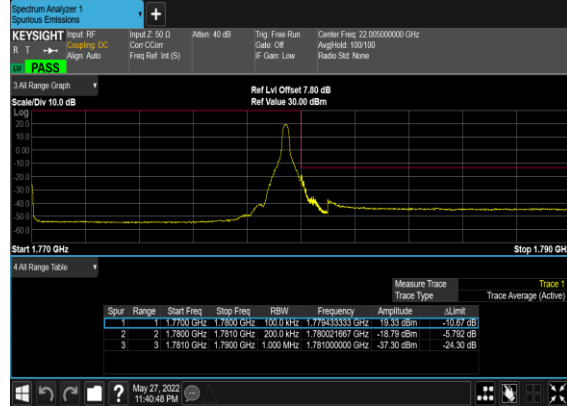 Spectrum Analyzer 1
Spurious Emissions
+
KEYSIGHT Input: RF Input Z: 50 Ω Atten: 40 dB Trig: Free Run Center Freq: 22.005000000 GHz
R T Coupling: DC Corr CCorr Gate: Off Avg|Hold: 100/100
Align: Auto Freq Ref: Int (S) IF Gain: Low Radio Std: None
PASS
3 All Range Graph
Ref Lvl Offset 7.80 dB
Scale/Div 10.0 dB Ref Value 30.00 dBm
Log
20.0
10.0
0.00
-10.0
-20.0
-30.0
-40.0
-50.0
-60.0
Start 1.770 GHz Stop 1.790 GH
4 All Range Table
Measure Trace Trace 1
Trace Type Trace Average (Active)
Spur Range Start Freq Stop Freq RBW Frequency Amplitude ΔLimit
1 1 1.7700 GHz 1.7800 GHz 100.0 kHz 1.779433333 GHz 19.33 dBm -10.67 dB
2 2 1.7800 GHz 1.7810 GHz 200.0 kHz 1.780021667 GHz -18.79 dBm -5.792 dB
3 3 1.7810 GHz 1.7900 GHz 1.000 MHz 1.781000000 GHz -37.30 dBm -24.30 dB
? May 27, 2022
11:40:48 PM